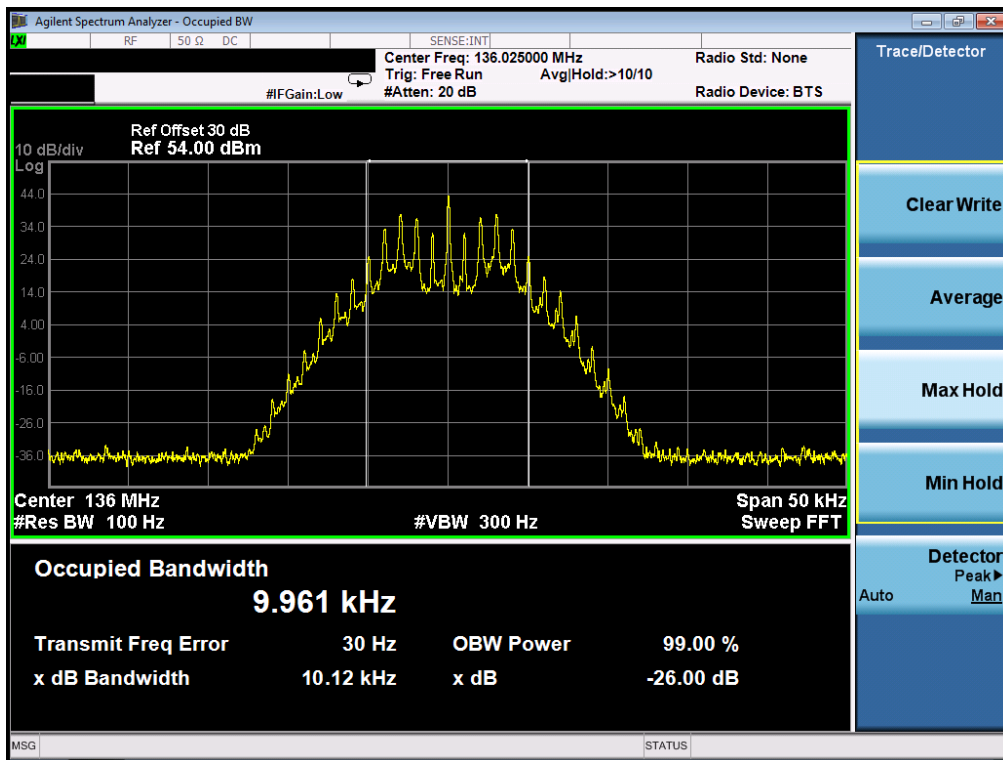 Agilent Spectrum Analyzer - Occupied BW
LXI RF 50 Ω DC SENSE:INT
Center Freq: 136.025000 MHz Radio Std: None
Trig: Free Run Avg|Hold:>10/10
#IFGain:Low #Atten: 20 dB Radio Device: BTS
Trace/Detector
Ref Offset 30 dB
10 dB/div Ref 54.00 dBm
Log
44.0
34.0
24.0
14.0
4.00
-6.00
-16.0
-26.0
-36.0
Center 136 MHz Span 50 kHz
#Res BW 100 Hz #VBW 300 Hz Sweep FFT
Occupied Bandwidth
9.961 kHz
Transmit Freq Error 30 Hz OBW Power 99.00 %
x dB Bandwidth 10.12 kHz x dB -26.00 dB
Clear Write
Average
Max Hold
Min Hold
Detector
Peak▶
Auto Man
MSG STATUS